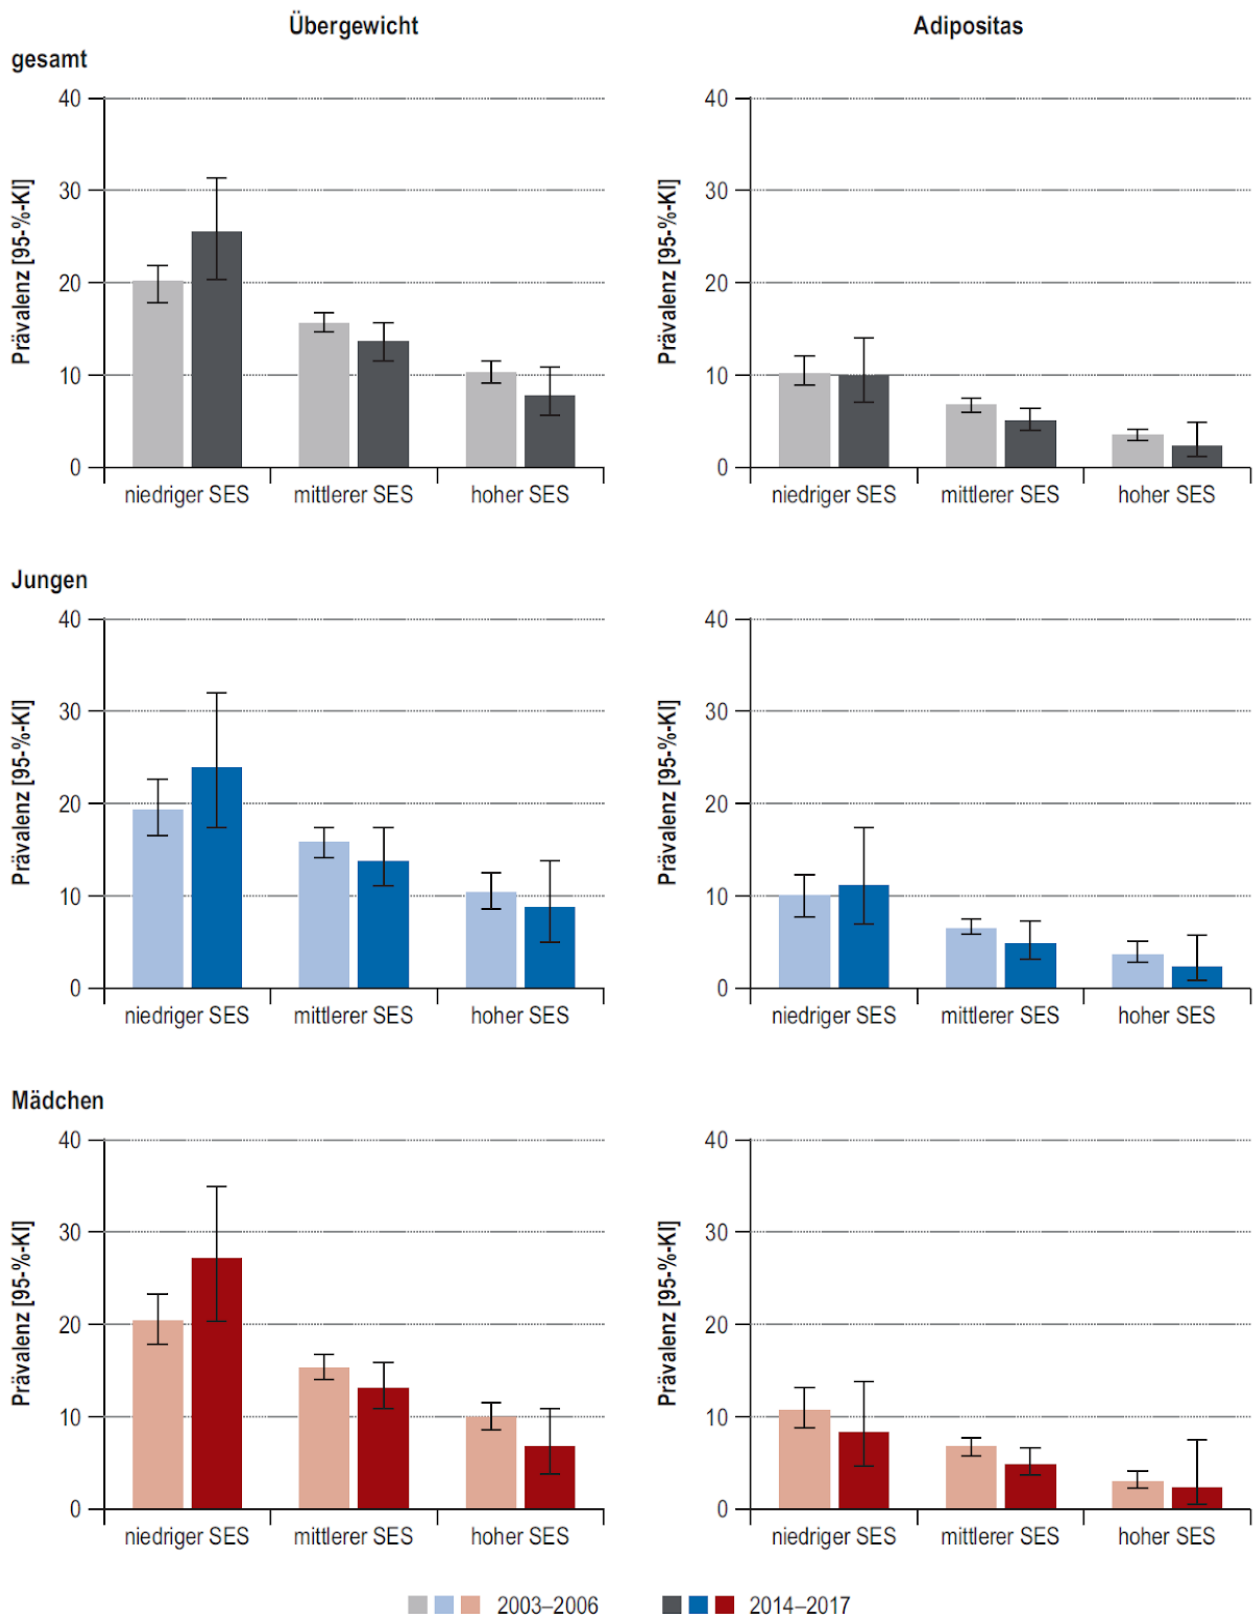 Übergewicht
Adipositas
gesamt
Prävalenz [95-%-KI]
40
30
20
10
0
niedriger SES mittlerer SES hoher SES
Prävalenz [95-%-KI]
40
30
20
10
0
niedriger SES mittlerer SES hoher SES
Jungen
Prävalenz [95-%-KI]
40
30
20
10
0
niedriger SES mittlerer SES hoher SES
Prävalenz [95-%-KI]
40
30
20
10
0
niedriger SES mittlerer SES hoher SES
Mädchen
Prävalenz [95-%-KI]
40
30
20
10
0
niedriger SES mittlerer SES hoher SES
Prävalenz [95-%-KI]
40
30
20
10
0
niedriger SES mittlerer SES hoher SES
2003–2006
2014–2017